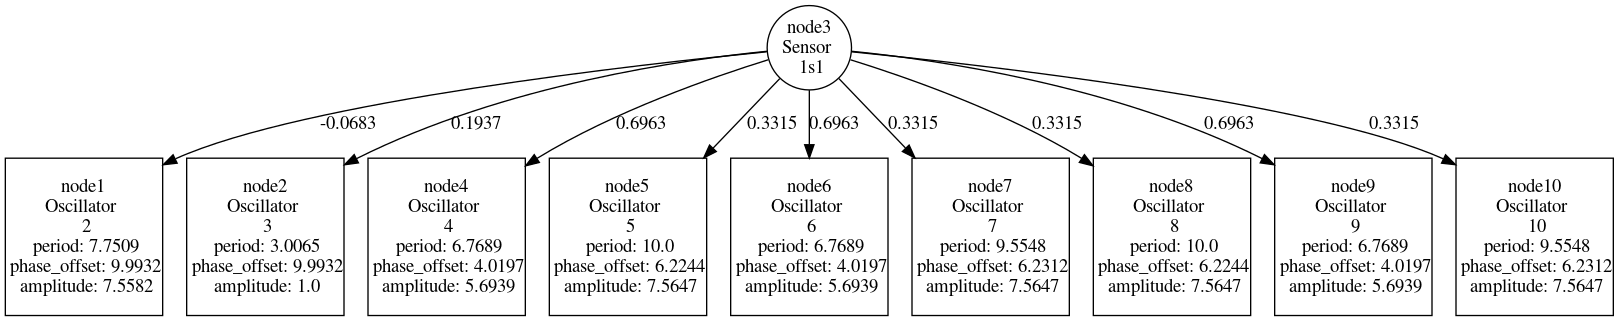 node3
Sensor
1s1
-0.0683
0.1937
0.6963
0.3315
0.6963
0.3315
0.3315
0.6963
0.3315
node1
Oscillator
2
period: 7.7509
phase_offset: 9.9932
amplitude: 7.5582
node2
Oscillator
3
period: 3.0065
phase_offset: 9.9932
amplitude: 1.0
node4
Oscillator
4
period: 6.7689
phase_offset: 4.0197
amplitude: 5.6939
node5
Oscillator
5
period: 10.0
phase_offset: 6.2244
amplitude: 7.5647
node6
Oscillator
6
period: 6.7689
phase_offset: 4.0197
amplitude: 5.6939
node7
Oscillator
7
period: 9.5548
phase_offset: 6.2312
amplitude: 7.5647
node8
Oscillator
8
period: 10.0
phase_offset: 6.2244
amplitude: 7.5647
node9
Oscillator
9
period: 6.7689
phase_offset: 4.0197
amplitude: 5.6939
node10
Oscillator
10
period: 9.5548
phase_offset: 6.2312
amplitude: 7.5647